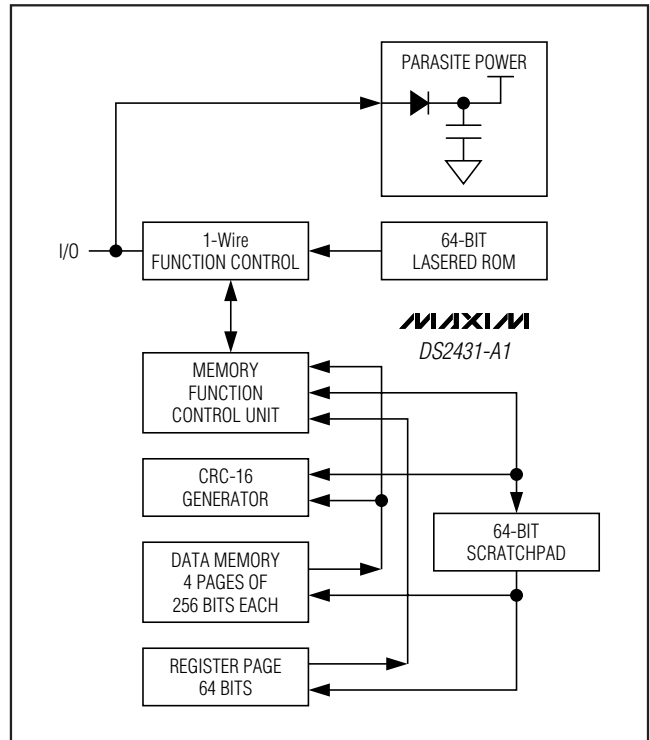 PARASITE POWER
I/O
1-Wire
FUNCTION CONTROL
64-BIT
LASERED ROM
MAXIM
DS2431-A1
MEMORY
FUNCTION
CONTROL UNIT
CRC-16
GENERATOR
64-BIT
SCRATCHPAD
DATA MEMORY
4 PAGES OF
256 BITS EACH
REGISTER PAGE
64 BITS